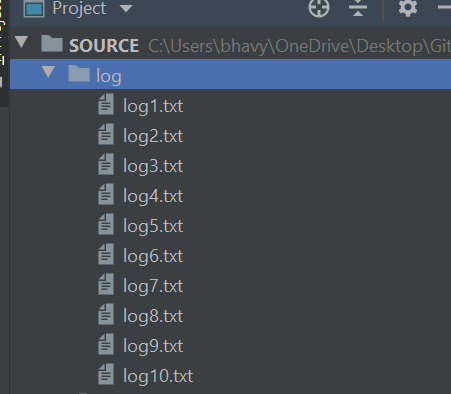 Project
SOURCE C:\Users\bhavy\OneDrive\Desktop\Git
log
log1.txt
log2.txt
log3.txt
log4.txt
log5.txt
log6.txt
log7.txt
log8.txt
log9.txt
log10.txt